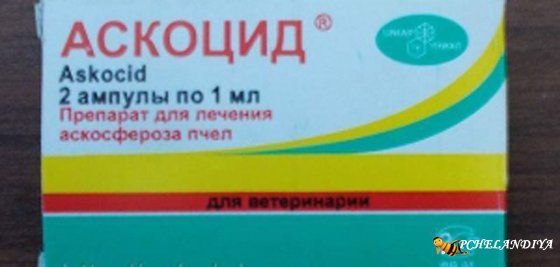 АСКОЦИД®
Askocid
2 ампулы по 1 мл
Препарат для лечения
аскосфероза пчел
для ветеринарии
PCHELANDIYA